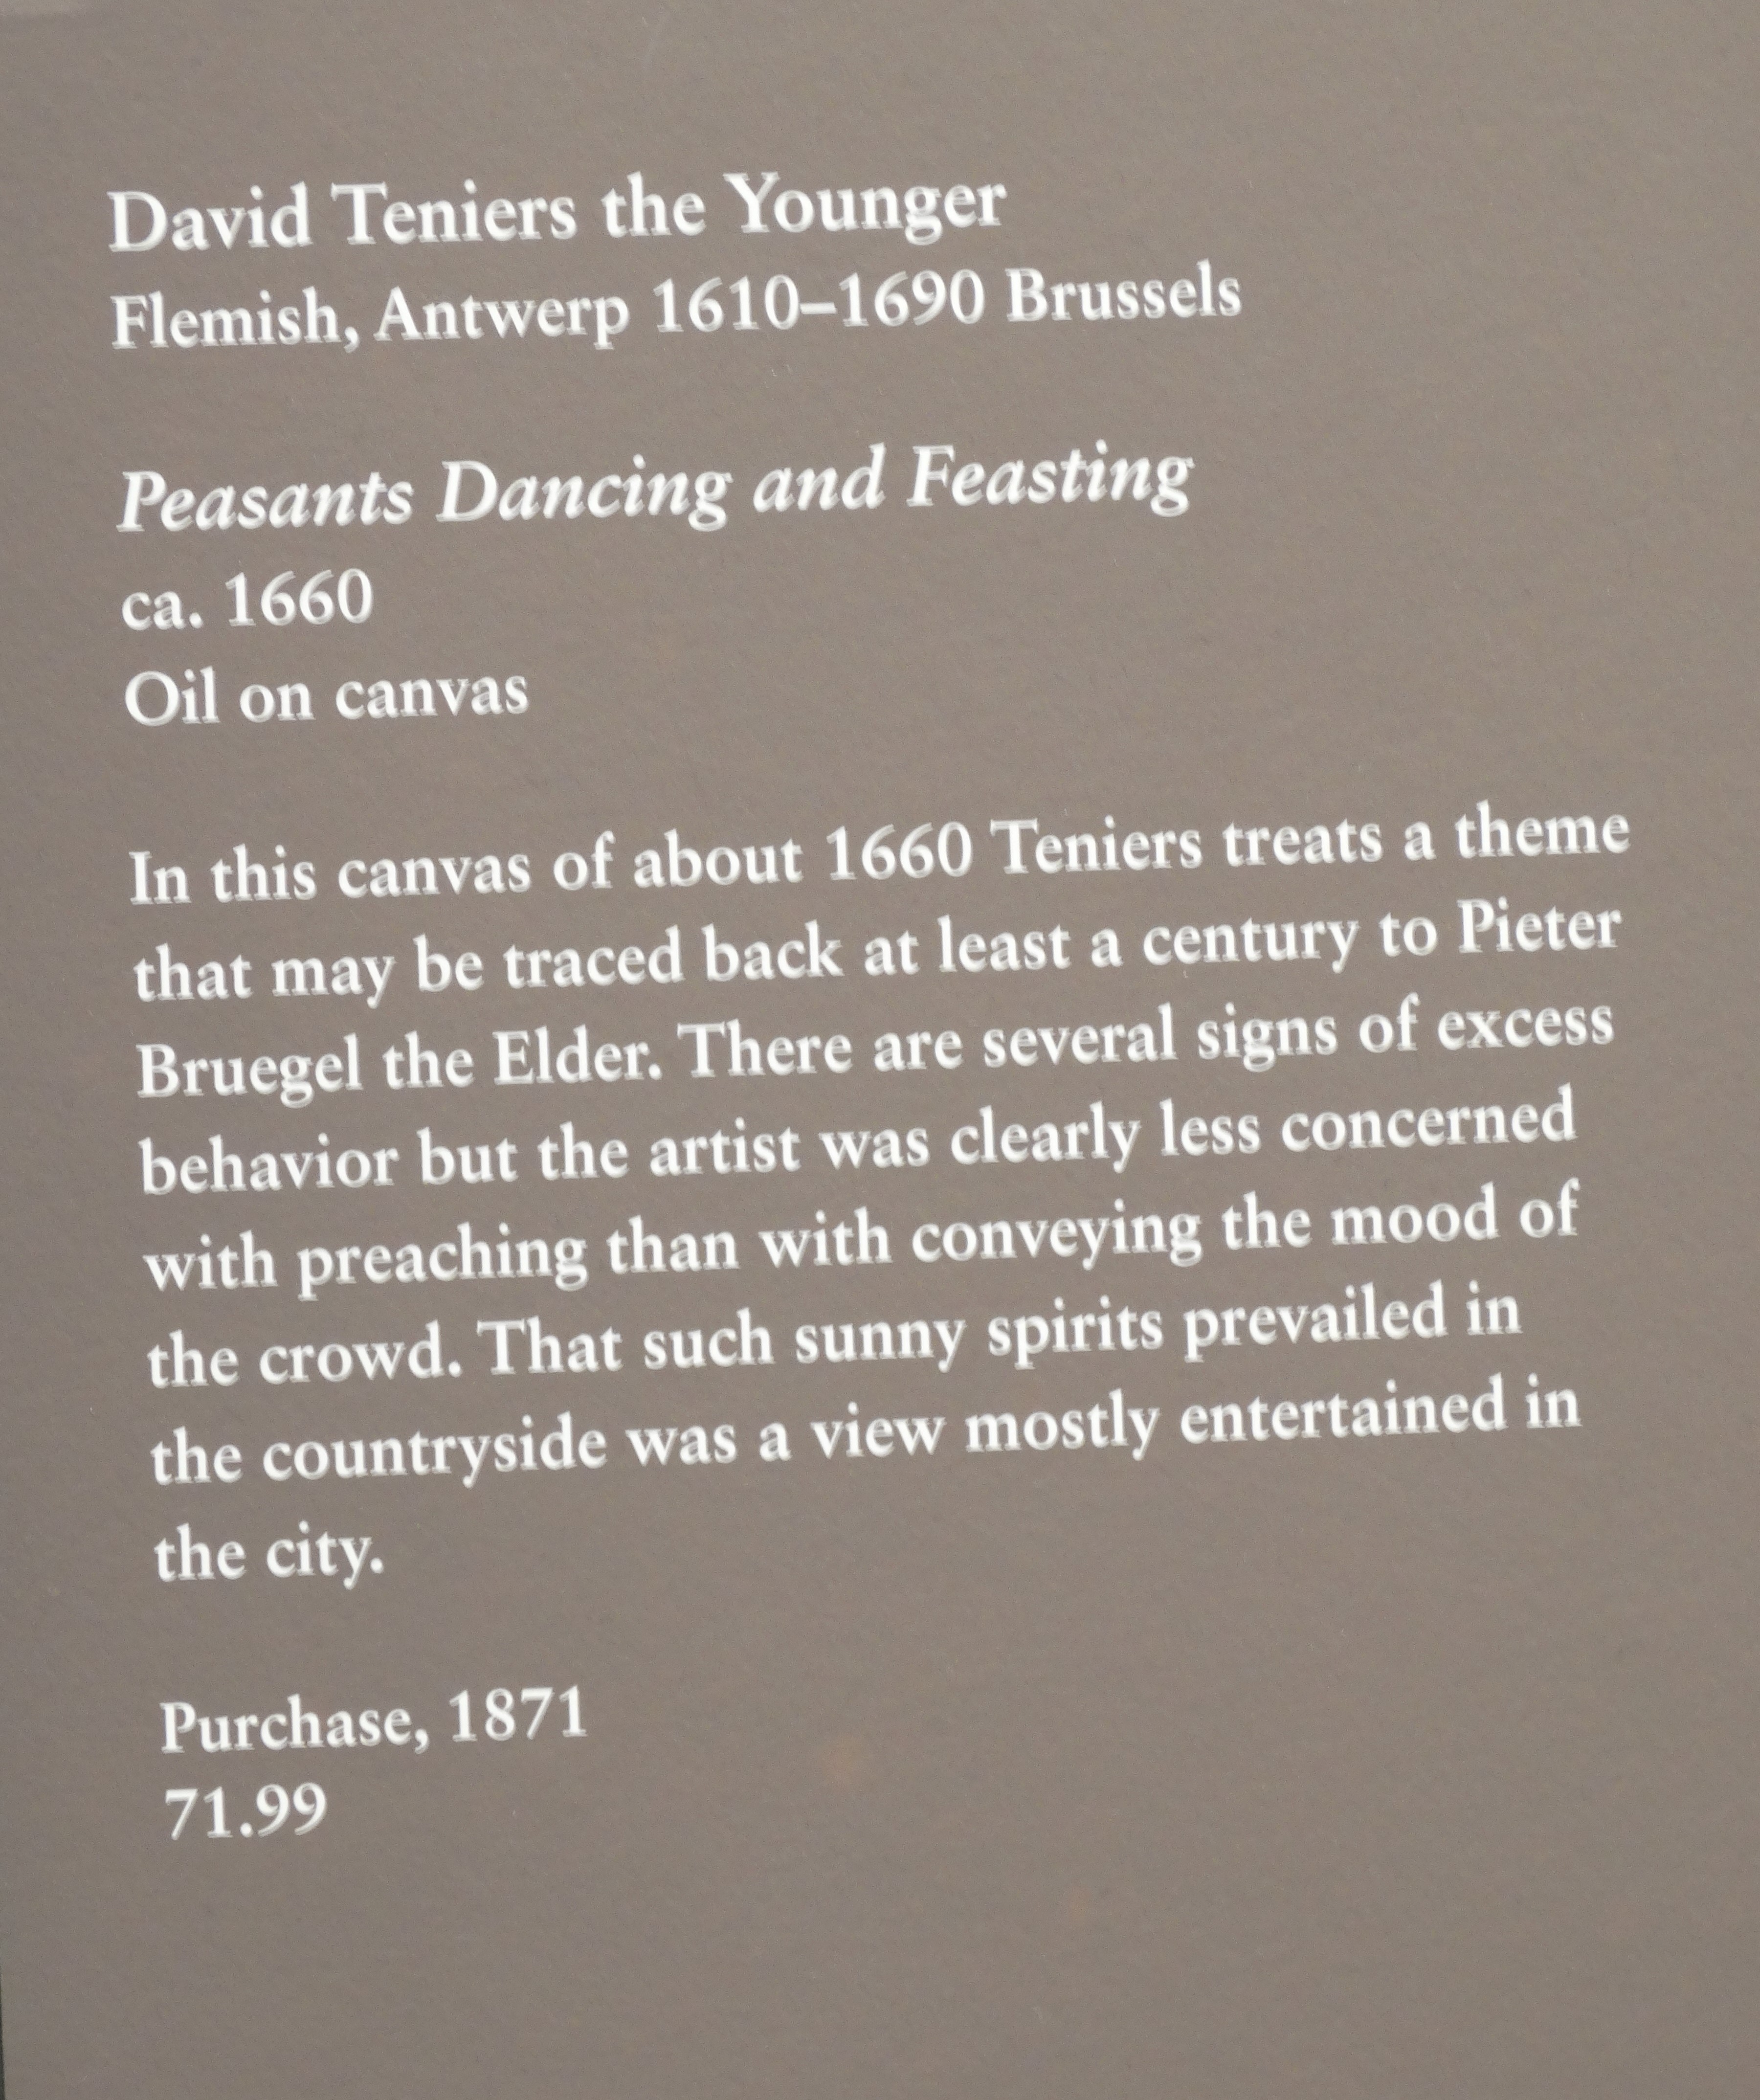 David Teniers the Younger
Flemish, Antwerp 1610–1690 Brussels
Peasants Dancing and Feasting
ca. 1660
Oil on canvas
In this canvas of about 1660 Teniers treats a theme
that may be traced back at least a century to Pieter
Bruegel the Elder. There are several signs of excess
behavior but the artist was clearly less concerned
with preaching than with conveying the mood of
the crowd. That such sunny spirits prevailed in
the countryside was a view mostly entertained in
the city.
Purchase, 1871
71.99